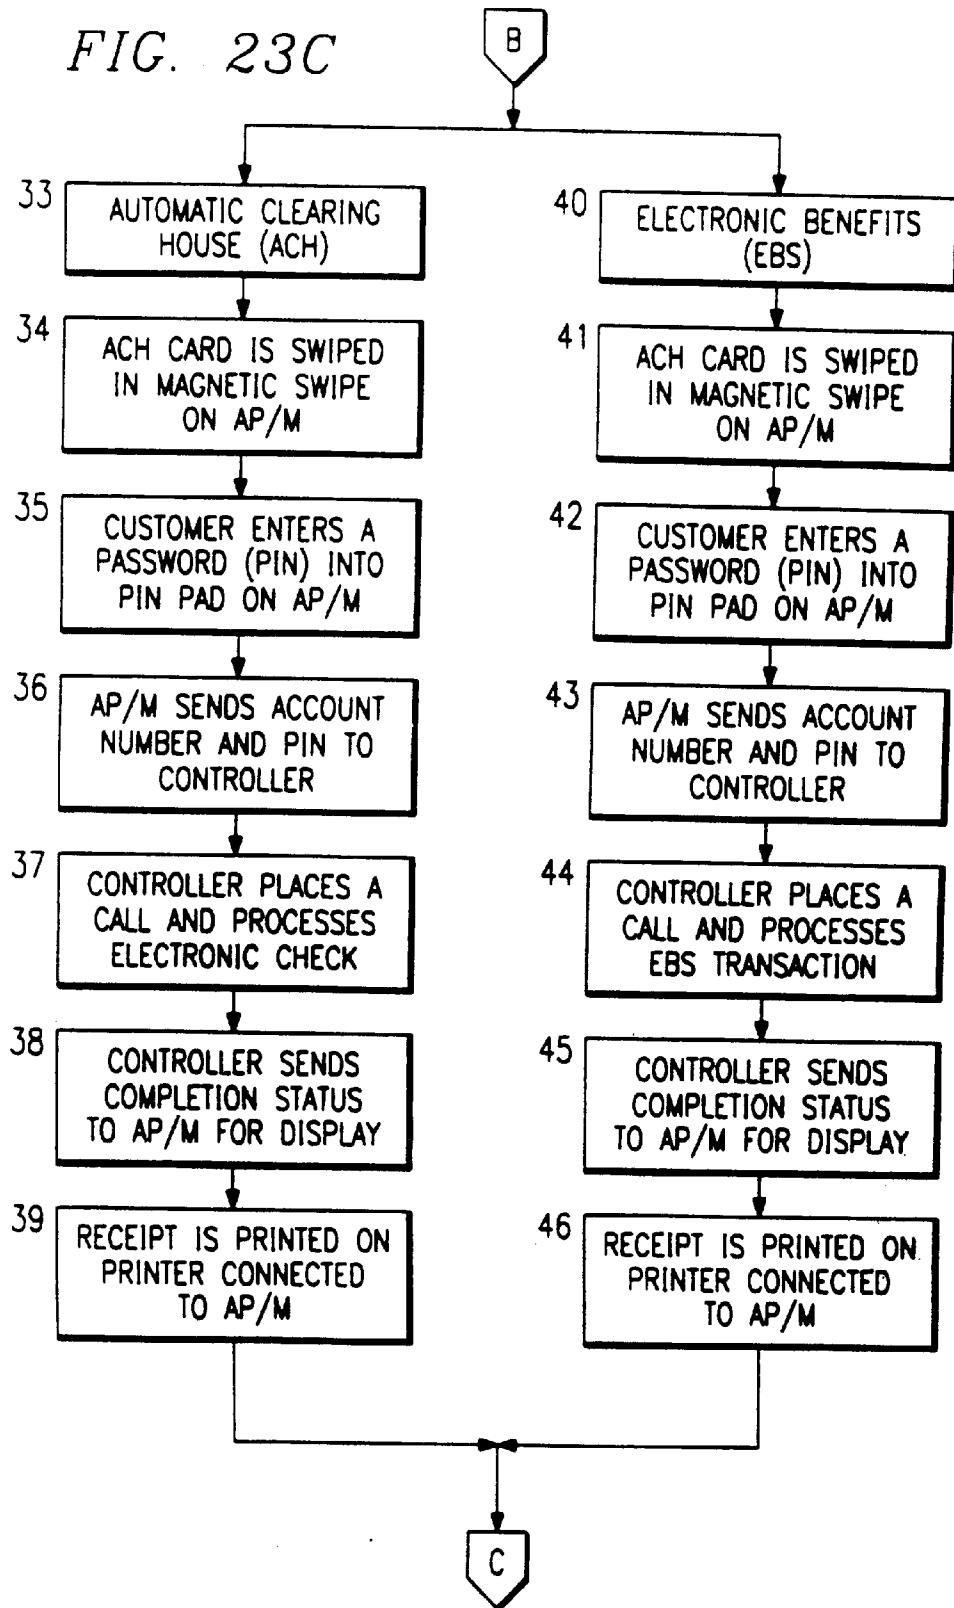 FIG. 23C
B
33
AUTOMATIC CLEARING
HOUSE (ACH)
34
ACH CARD IS SWIPED
IN MAGNETIC SWIPE
ON AP/M
35
CUSTOMER ENTERS A
PASSWORD (PIN) INTO
PIN PAD ON AP/M
36
AP/M SENDS ACCOUNT
NUMBER AND PIN TO
CONTROLLER
37
CONTROLLER PLACES A
CALL AND PROCESSES
ELECTRONIC CHECK
38
CONTROLLER SENDS
COMPLETION STATUS
TO AP/M FOR DISPLAY
39
RECEIPT IS PRINTED ON
PRINTER CONNECTED
TO AP/M
40
ELECTRONIC BENEFITS
(EBS)
41
ACH CARD IS SWIPED
IN MAGNETIC SWIPE
ON AP/M
42
CUSTOMER ENTERS A
PASSWORD (PIN) INTO
PIN PAD ON AP/M
43
AP/M SENDS ACCOUNT
NUMBER AND PIN TO
CONTROLLER
44
CONTROLLER PLACES A
CALL AND PROCESSES
EBS TRANSACTION
45
CONTROLLER SENDS
COMPLETION STATUS
TO AP/M FOR DISPLAY
46
RECEIPT IS PRINTED ON
PRINTER CONNECTED
TO AP/M
C